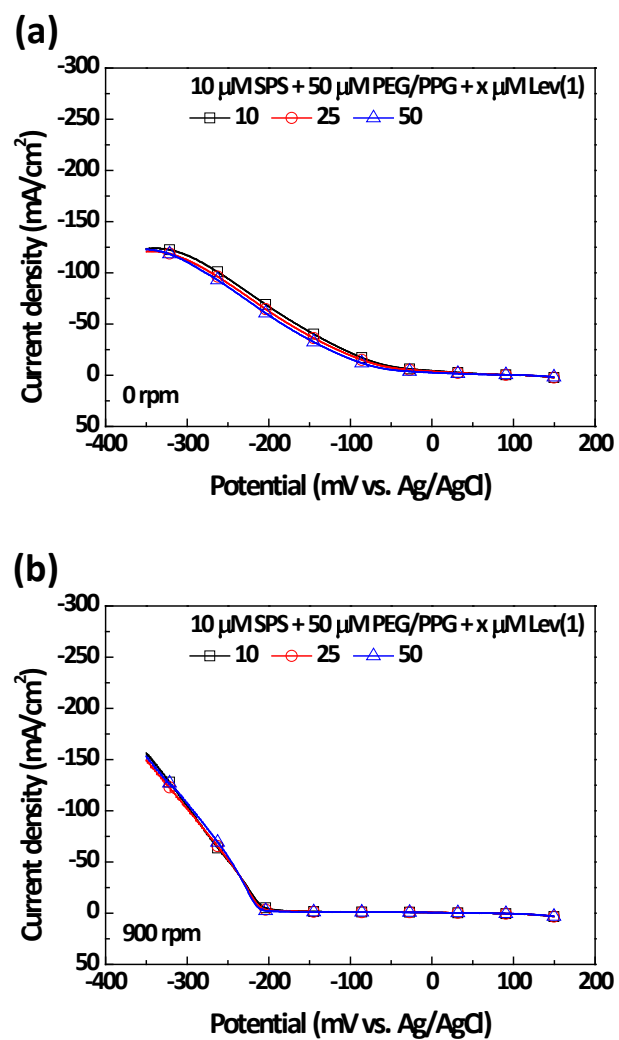 (a)
-300
-250
-200
-150
-100
-50
0
50
Current density (mA/cm²)
10 μM SPS + 50 μM PEG/PPG + x μM Lev(1)
10 25 50
0 rpm
-400 -300 -200 -100 0 100 200
Potential (mV vs. Ag/AgCl)
(b)
-300
-250
-200
-150
-100
-50
0
50
Current density (mA/cm²)
10 μM SPS + 50 μM PEG/PPG + x μM Lev(1)
10 25 50
900 rpm
-400 -300 -200 -100 0 100 200
Potential (mV vs. Ag/AgCl)